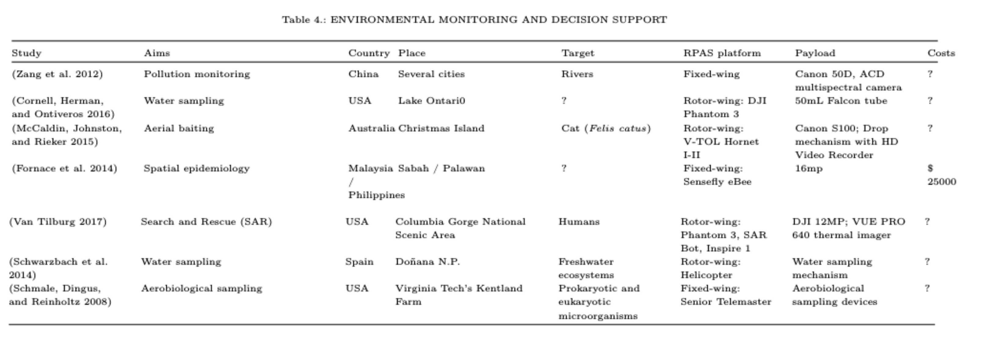 Table 4.: ENVIRONMENTAL MONITORING AND DECISION SUPPORT
Study Aims Country Place Target RPAS platform Payload Costs
(Zang et al. 2012) Pollution monitoring China Several cities Rivers Fixed-wing Canon 50D, ACD ?
multispectral camera
(Cornell, Herman, Water sampling USA Lake Ontari0 ? Rotor-wing: DJI 50mL Falcon tube ?
and Ontiveros 2016) Phantom 3
(McCaldin, Johnston, Aerial baiting Australia Christmas Island Cat (Felis catus) Rotor-wing: Canon S100; Drop ?
and Rieker 2015) V-TOL Hornet mechanism with HD
I-II Video Recorder
(Fornace et al. 2014) Spatial epidemiology Malaysia Sabah / Palawan ? Fixed-wing: 16mp $
/ Sensefly eBee 25000
Philippines
(Van Tilburg 2017) Search and Rescue (SAR) USA Columbia Gorge National Humans Rotor-wing: DJI 12MP; VUE PRO ?
Scenic Area Phantom 3, SAR 640 thermal imager
Bot, Inspire 1
(Schwarzbach et al. Water sampling Spain Doñana N.P. Freshwater Rotor-wing: Water sampling ?
2014) ecosystems Helicopter mechanism
(Schmale, Dingus, Aerobiological sampling USA Virginia Tech's Kentland Prokaryotic and Fixed-wing: Aerobiological ?
and Reinholtz 2008) Farm eukaryotic Senior Telemaster sampling devices
microorganisms